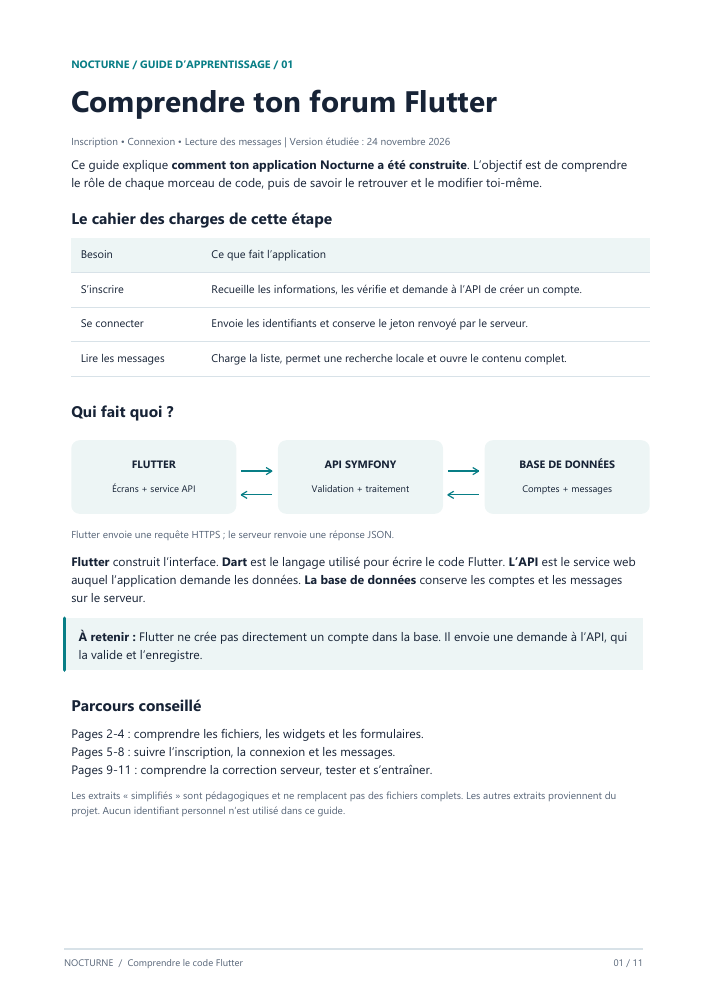 NOCTURNE / GUIDE D’APPRENTISSAGE / 01
Comprendre ton forum Flutter
Inscription • Connexion • Lecture des messages | Version étudiée : 24 novembre 2026
Ce guide explique comment ton application Nocturne a été construite. L’objectif est de comprendre
le rôle de chaque morceau de code, puis de savoir le retrouver et le modifier toi-même.
Le cahier des charges de cette étape
Besoin Ce que fait l’application
S’inscrire Recueille les informations, les vérifie et demande à l’API de créer un compte.
Se connecter Envoie les identifiants et conserve le jeton renvoyé par le serveur.
Lire les messages Charge la liste, permet une recherche locale et ouvre le contenu complet.
Qui fait quoi ?
FLUTTER API SYMFONY BASE DE DONNÉES
Écrans + service API Validation + traitement Comptes + messages
Flutter envoie une requête HTTPS ; le serveur renvoie une réponse JSON.
Flutter construit l’interface. Dart est le langage utilisé pour écrire le code Flutter. L’API est le service web
auquel l’application demande les données. La base de données conserve les comptes et les messages
sur le serveur.
À retenir : Flutter ne crée pas directement un compte dans la base. Il envoie une demande à l’API, qui
la valide et l’enregistre.
Parcours conseillé
Pages 2-4 : comprendre les fichiers, les widgets et les formulaires.
Pages 5-8 : suivre l’inscription, la connexion et les messages.
Pages 9-11 : comprendre la correction serveur, tester et s’entraîner.
Les extraits « simplifiés » sont pédagogiques et ne remplacent pas des fichiers complets. Les autres extraits proviennent du
projet. Aucun identifiant personnel n’est utilisé dans ce guide.
NOCTURNE / Comprendre le code Flutter 01 / 11